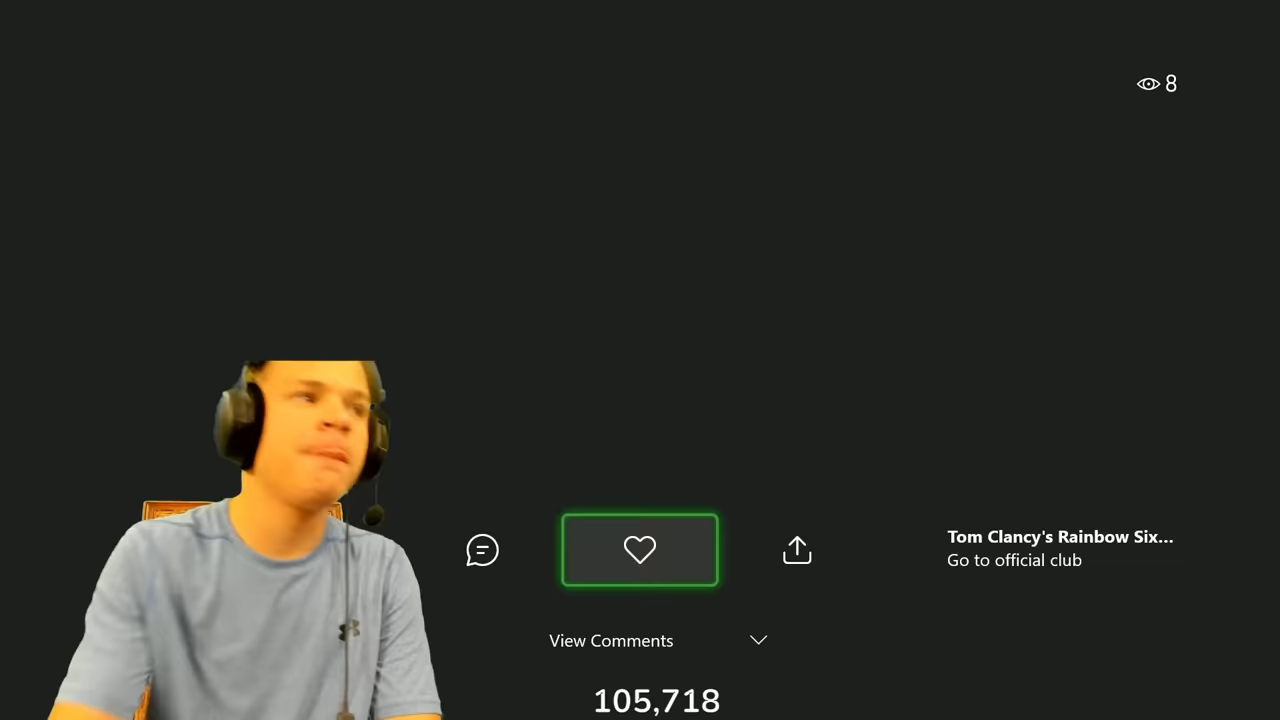 8
Tom Clancy's Rainbow Six...
Go to official club
View Comments
105,718